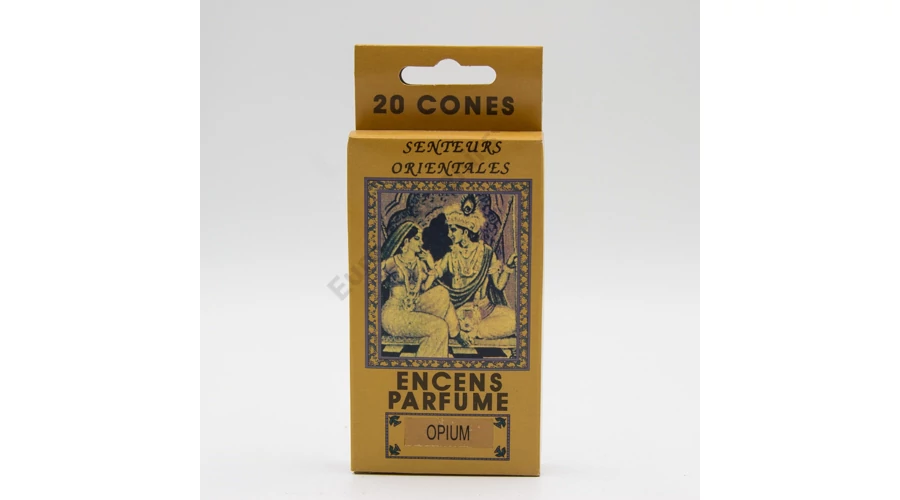 20 CONES
SENTEURS
ORIENTALES
ENCENS
PARFUME
OPIUM